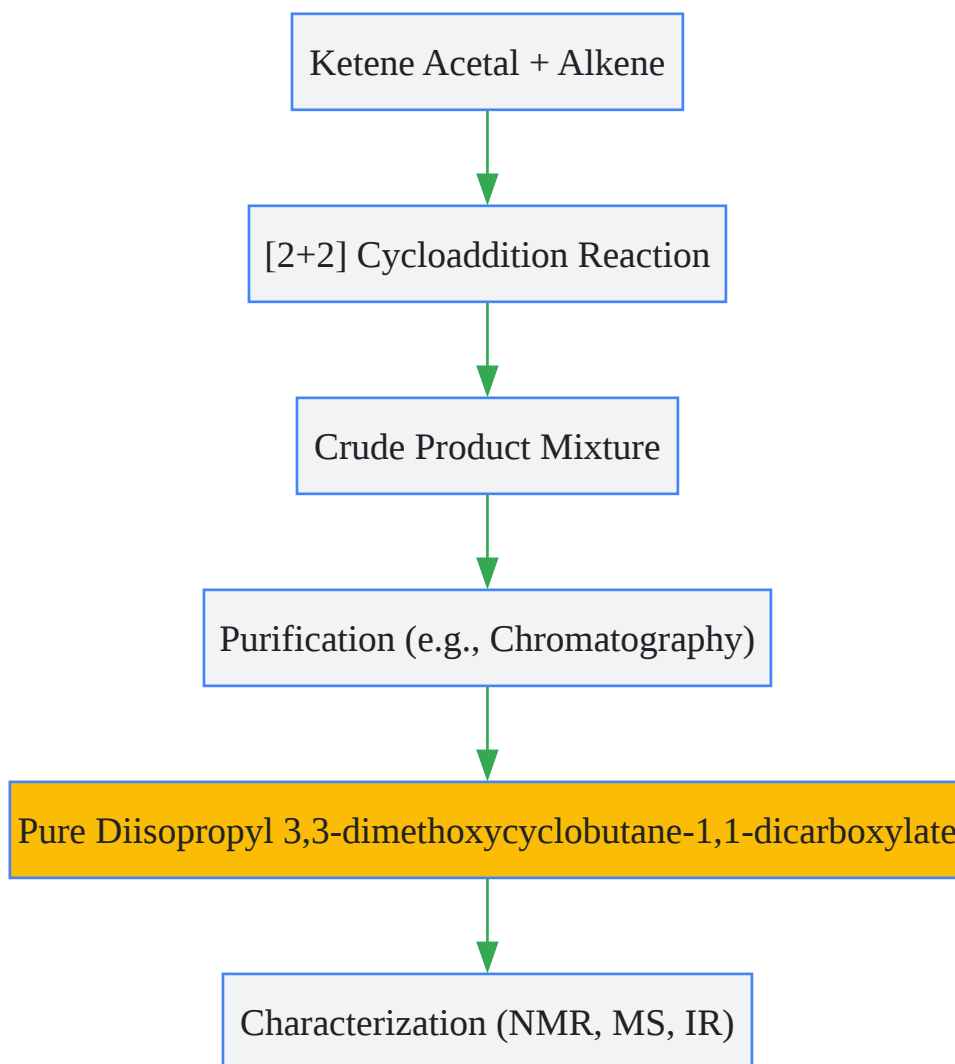 Ketene Acetal + Alkene
[2+2] Cycloaddition Reaction
Crude Product Mixture
Purification (e.g., Chromatography)
Pure Diisopropyl 3,3-dimethoxycyclobutane-1,1-dicarboxylate
Characterization (NMR, MS, IR)